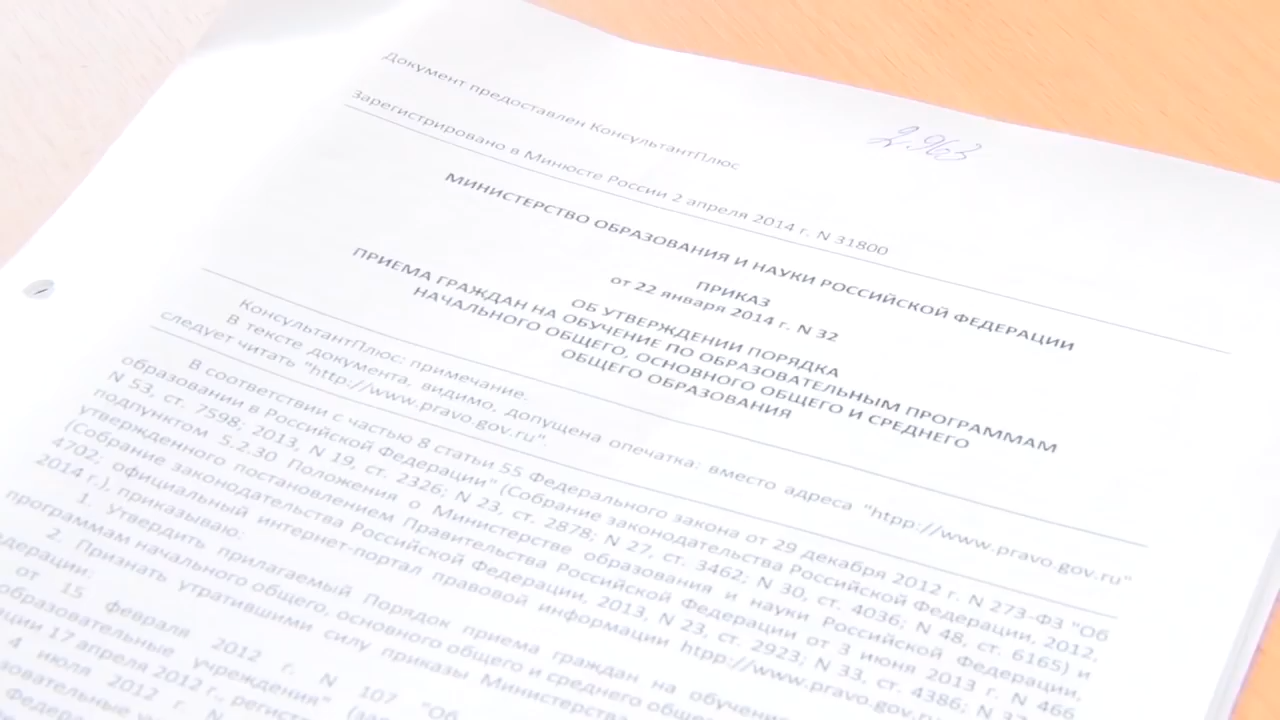 Документ предоставлен КонсультантПлюс
2.963
Зарегистрировано в Минюсте России 2 апреля 2014 г. N 31800
МИНИСТЕРСТВО ОБРАЗОВАНИЯ И НАУКИ РОССИЙСКОЙ ФЕДЕРАЦИИ
ПРИКАЗ
от 22 января 2014 г. N 32
ОБ УТВЕРЖДЕНИИ ПОРЯДКА
ПРИЕМА ГРАЖДАН НА ОБУЧЕНИЕ ПО ОБРАЗОВАТЕЛЬНЫМ ПРОГРАММАМ
НАЧАЛЬНОГО ОБЩЕГО, ОСНОВНОГО ОБЩЕГО И СРЕДНЕГО
ОБЩЕГО ОБРАЗОВАНИЯ
КонсультантПлюс: примечание.
В тексте документа, видимо, допущена опечатка: вместо адреса "htpp://www.pravo.gov.ru"
следует читать "http://www.pravo.gov.ru".
В соответствии с частью 8 статьи 55 Федерального закона от 29 декабря 2012 г. N 273-ФЗ "Об
образовании в Российской Федерации" (Собрание законодательства Российской Федерации, 2012,
N 53, ст. 7598; 2013, N 19, ст. 2326; N 23, ст. 2878; N 27, ст. 3462; N 30, ст. 4036; N 48, ст. 6165) и
подпунктом 5.2.30 Положения о Министерстве образования и науки Российской Федерации,
утвержденного постановлением Правительства Российской Федерации от 3 июня 2013 г. N 466
(Собрание законодательства Российской Федерации, 2013, N 23, ст. 2923; N 33, ст. 4386; N 37
4702; официальный интернет-портал правовой информации htpp://www.pravo.gov.ru
2014 г.), приказываю:
1. Утвердить прилагаемый Порядок приема граждан на обучение
программам начального общего, основного общего и среднего общего
2. Признать утратившими силу приказы Министерства
едерации:
от 15 февраля 2012 г. N 107 "Об
образовательные учреждения"
ции 17 апреля 2012 г., регистр
4 июля 2012 г. N